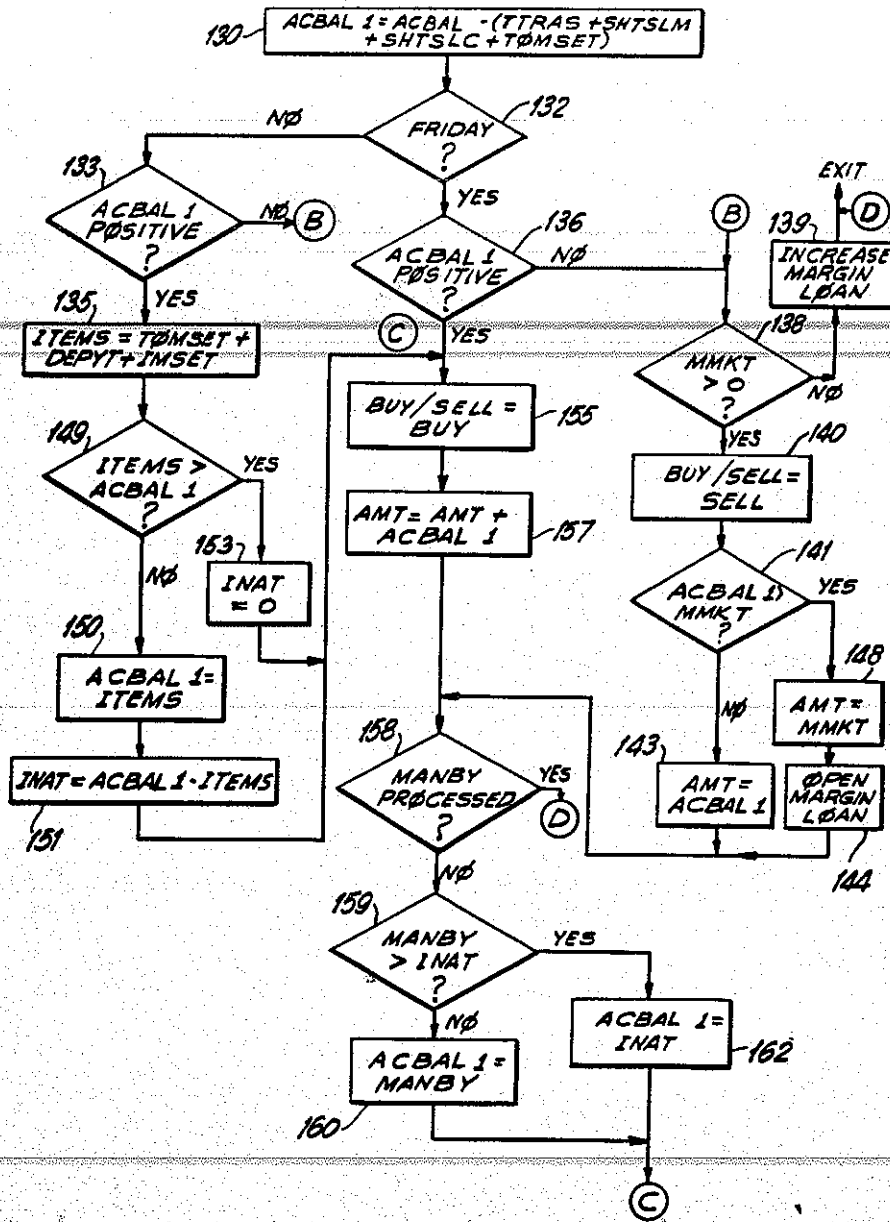 130
ACBAL 1 = ACBAL - (TTRAS + SHTSLM
+ SHTSLC + TØMSET)
132
FRIDAY
?
NØ
YES
133
ACBAL 1
PØSITIVE
?
NØ
B
YES
136
ACBAL 1
PØSITIVE
?
NØ
C
YES
B
EXIT
D
139
INCREASE
MARGIN
LØAN
138
MMKT
> 0
?
NØ
YES
135
ITEMS = TØMSET +
DEPYT + IMSET
149
ITEMS >
ACBAL 1
?
YES
NØ
153
INAT
= 0
150
ACBAL 1 =
ITEMS
INAT = ACBAL 1 - ITEMS
151
BUY/SELL =
BUY
155
AMT = AMT +
ACBAL 1
157
140
BUY/SELL =
SELL
141
ACBAL 1>
MMKT
?
YES
NØ
148
AMT =
MMKT
143
AMT =
ACBAL 1
ØPEN
MARGIN
LØAN
144
158
MANBY
PRØCESSED
?
YES
D
NØ
159
MANBY
> INAT
?
YES
NØ
ACBAL 1 =
MANBY
160
ACBAL 1 =
INAT
162
C